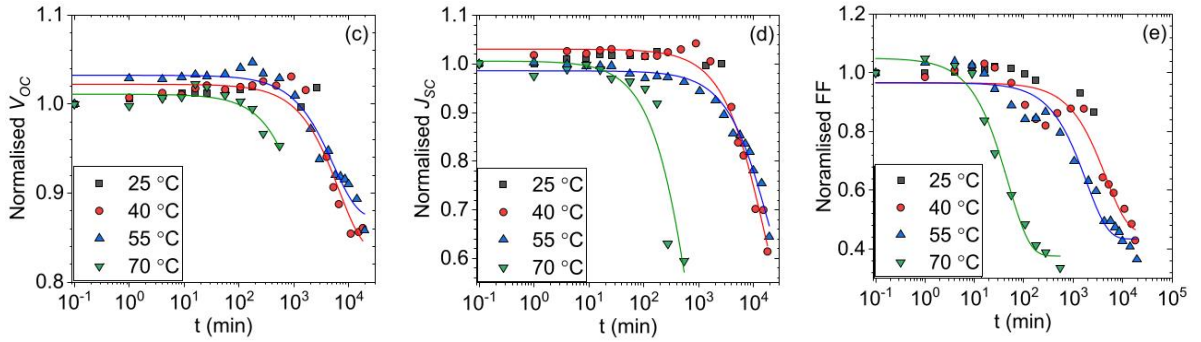 (c)
Normalised V_OC
1.1
1.0
0.9
0.8
25 °C
40 °C
55 °C
70 °C
10^-1 10^0 10^1 10^2 10^3 10^4
t (min)
(d)
Normalised J_SC
1.1
1.0
0.9
0.8
0.7
0.6
25 °C
40 °C
55 °C
70 °C
10^-1 10^0 10^1 10^2 10^3 10^4
t (min)
(e)
Noramlised FF
1.2
1.0
0.8
0.6
0.4
25 °C
40 °C
55 °C
70 °C
10^-1 10^0 10^1 10^2 10^3 10^4 10^5
t (min)